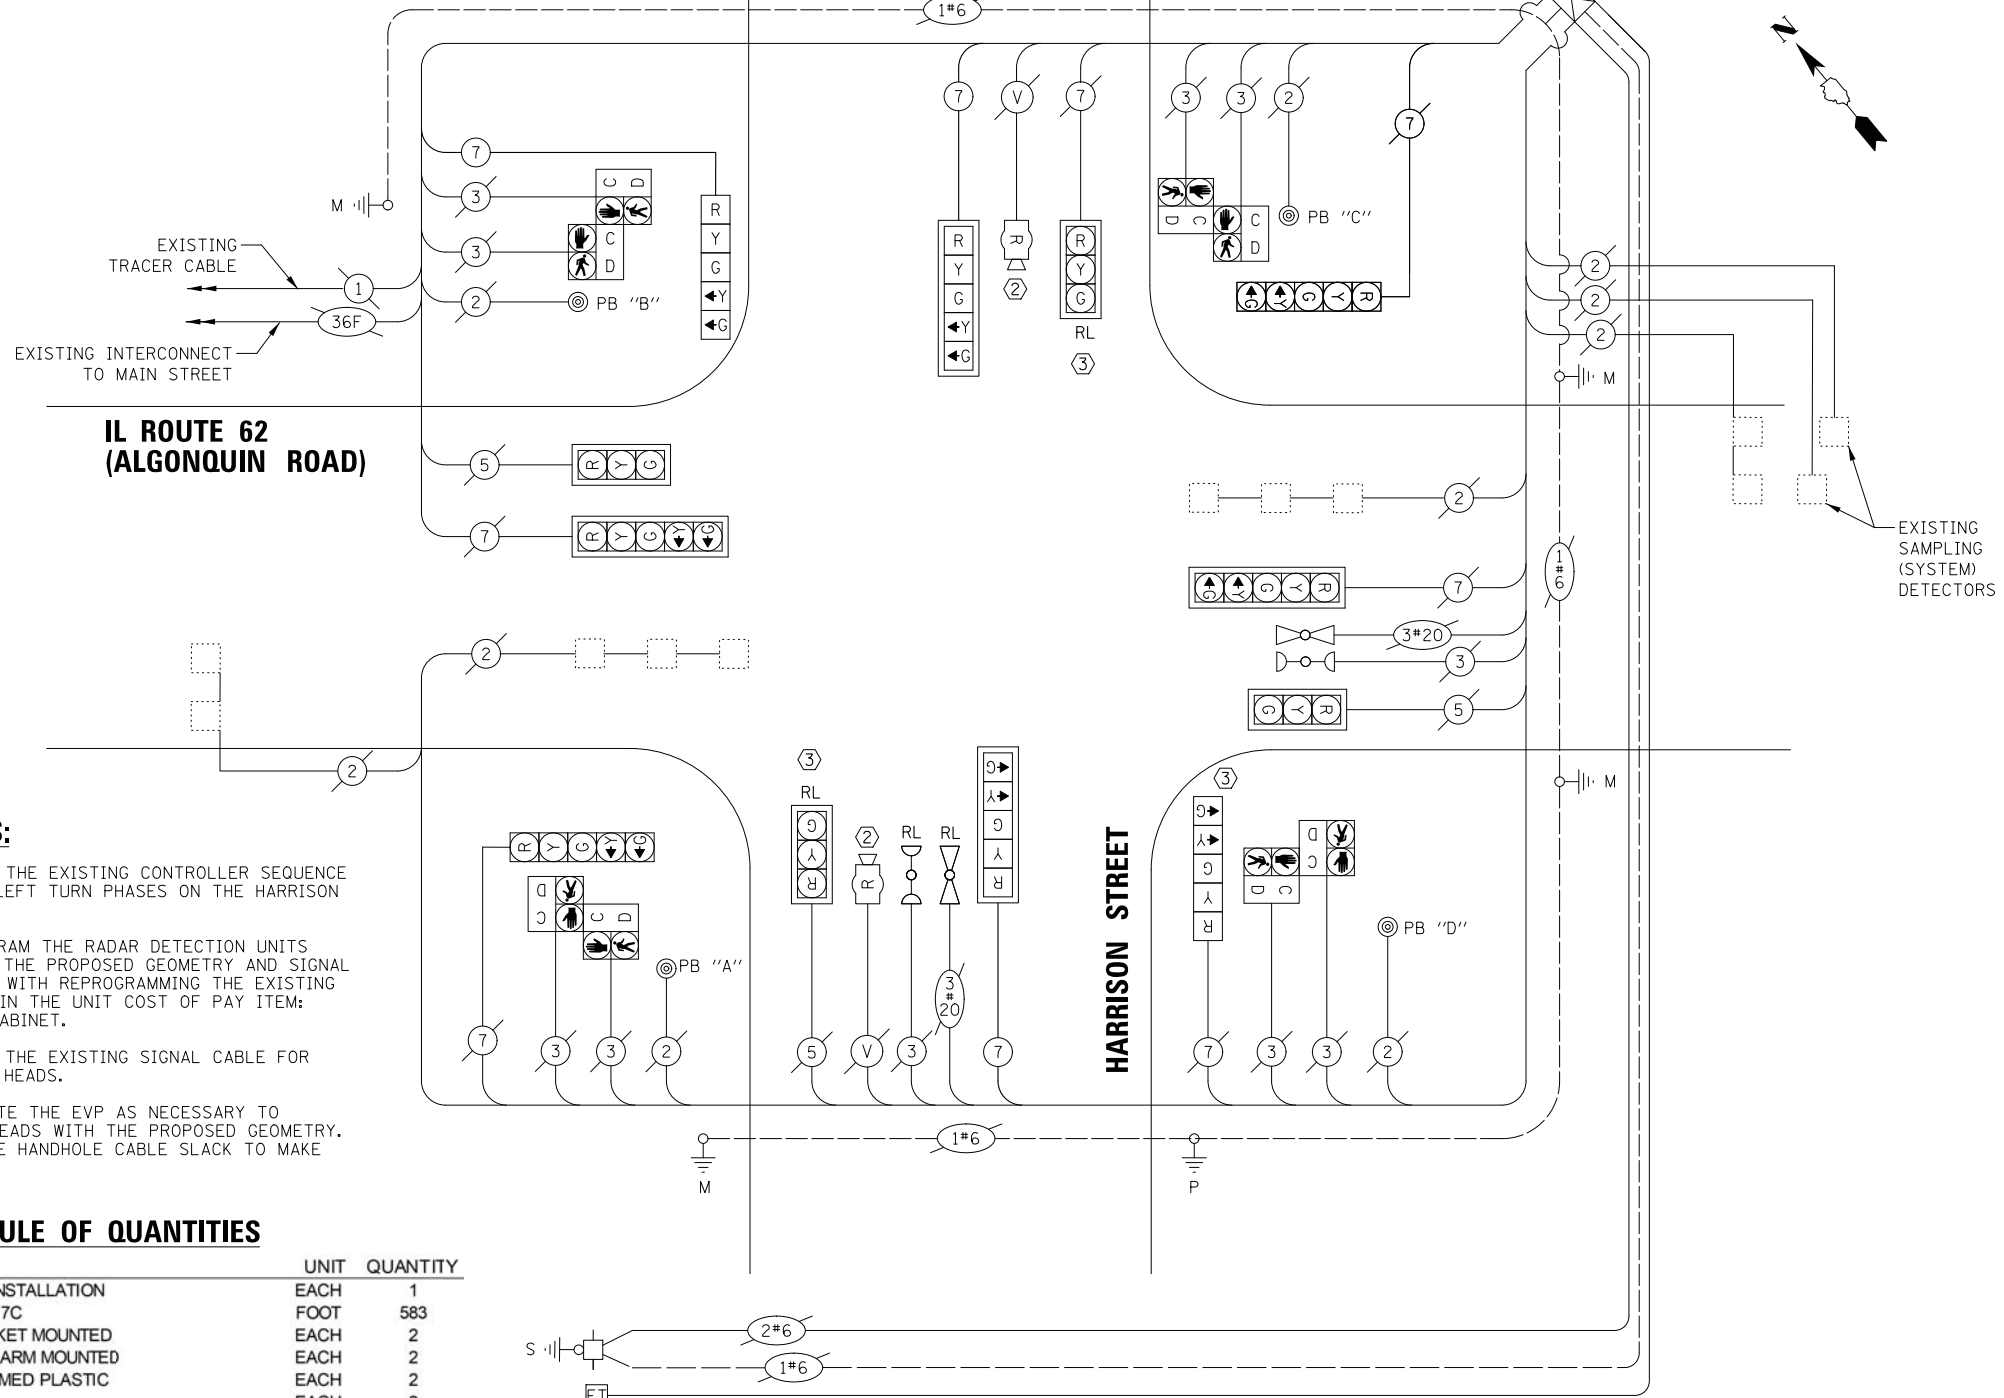 1#6
N
7
V
7
3
3
2
7
7
3
3
2
C D
C
D
PB "B"
R
Y
G
Y
G
M
EXISTING
TRACER CABLE
1
36F
EXISTING INTERCONNECT
TO MAIN STREET
R
Y
G
Y
G
R
2
R
Y
G
RL
3
D C
C
D
PB "C"
G Y G Y R
2
2
2
M
IL ROUTE 62
(ALGONQUIN ROAD)
5
R Y G
7
R Y G Y G
2
EXISTING
SAMPLING
(SYSTEM)
DETECTORS
1
#
6
G Y G Y R
7
3#20
3
G Y R
5
2
2
M
3
RL
G
Y
R
2
R
RL
RL
G
Y
G
Y
R
HARRISON STREET
3
G
Y
G
Y
R
D
C
D C
PB "D"
R Y G Y G
D
C
C D
PB "A"
3
#
20
7
3
3
2
5
V
3
7
7
3
3
2
1#6
M
P
S:
THE EXISTING CONTROLLER SEQUENCE
LEFT TURN PHASES ON THE HARRISON
RAM THE RADAR DETECTION UNITS
THE PROPOSED GEOMETRY AND SIGNAL
WITH REPROGRAMMING THE EXISTING
IN THE UNIT COST OF PAY ITEM:
ABINET.
THE EXISTING SIGNAL CABLE FOR
HEADS.
TE THE EVP AS NECESSARY TO
EADS WITH THE PROPOSED GEOMETRY.
E HANDHOLE CABLE SLACK TO MAKE
ULE OF QUANTITIES
UNIT QUANTITY
NSTALLATION EACH 1
7C FOOT 583
KET MOUNTED EACH 2
ARM MOUNTED EACH 2
MED PLASTIC EACH 2
S
2#6
1#6
ET